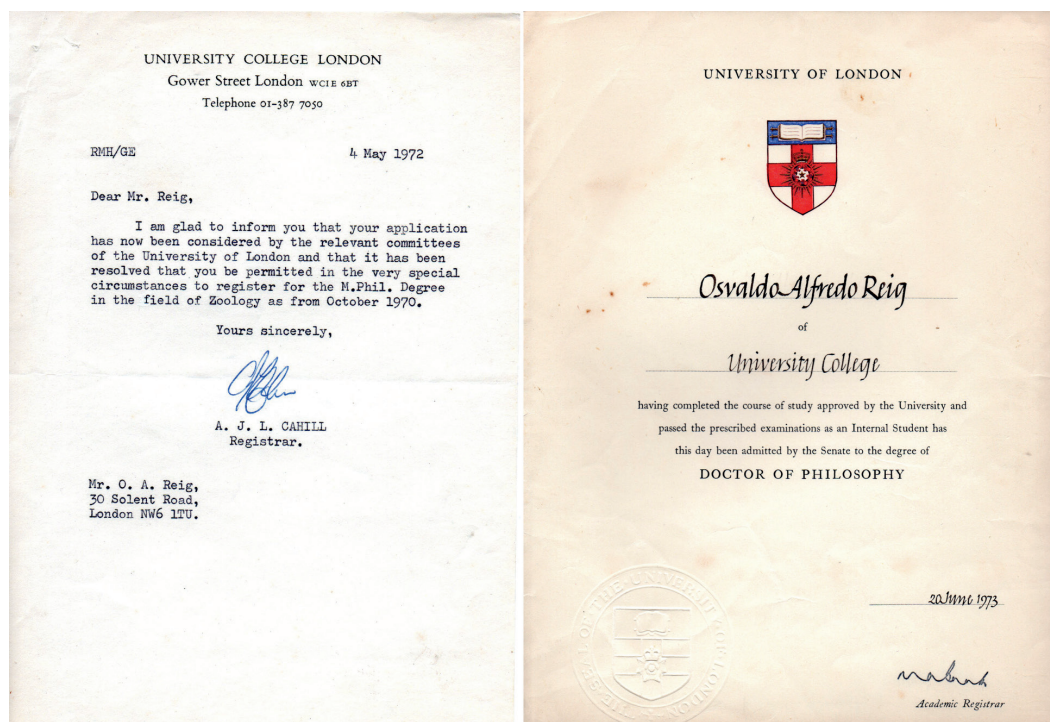 UNIVERSITY COLLEGE LONDON
Gower Street London WC1E 6BT
Telephone 01-387 7050
RMH/GE 4 May 1972
Dear Mr. Reig,
I am glad to inform you that your application
has now been considered by the relevant committees
of the University of London and that it has been
resolved that you be permitted in the very special
circumstances to register for the M.Phil. Degree
in the field of Zoology as from October 1970.
Yours sincerely,
A. J. L. CAHILL
Registrar.
Mr. O. A. Reig,
30 Solent Road,
London NW6 1TU.
UNIVERSITY OF LONDON
Osvaldo Alfredo Reig
of
University College
having completed the course of study approved by the University and
passed the prescribed examinations as an Internal Student has
this day been admitted by the Senate to the degree of
DOCTOR OF PHILOSOPHY
20 June 1973
Academic Registrar